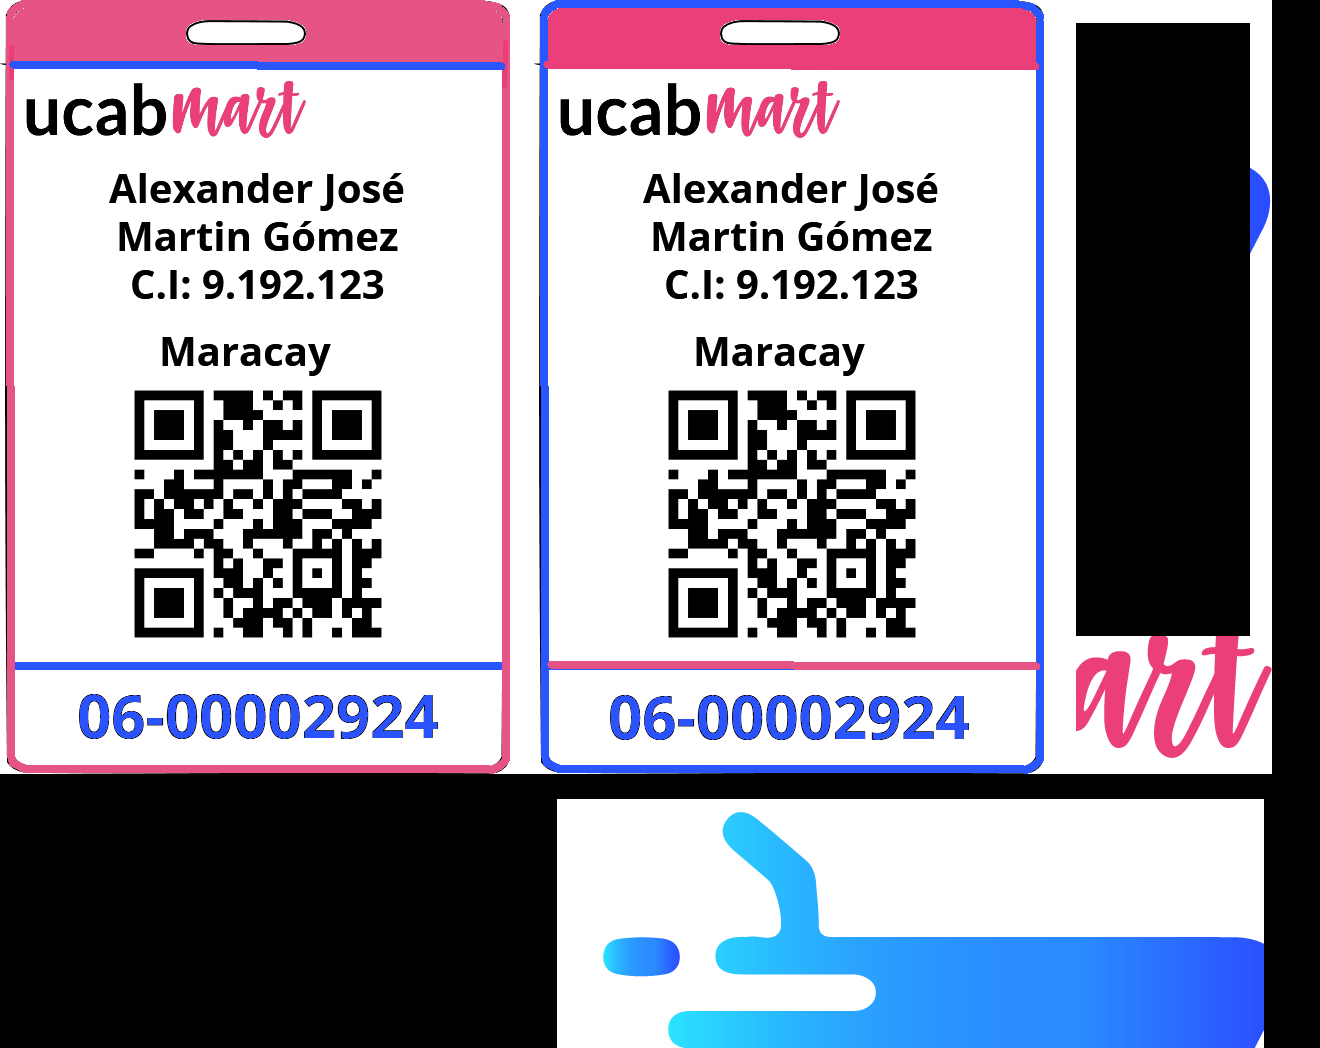 ucabmart
Alexander José
Martin Gómez
C.I: 9.192.123
Maracay
06-00002924
ucabmart
Alexander José
Martin Gómez
C.I: 9.192.123
Maracay
06-00002924
art